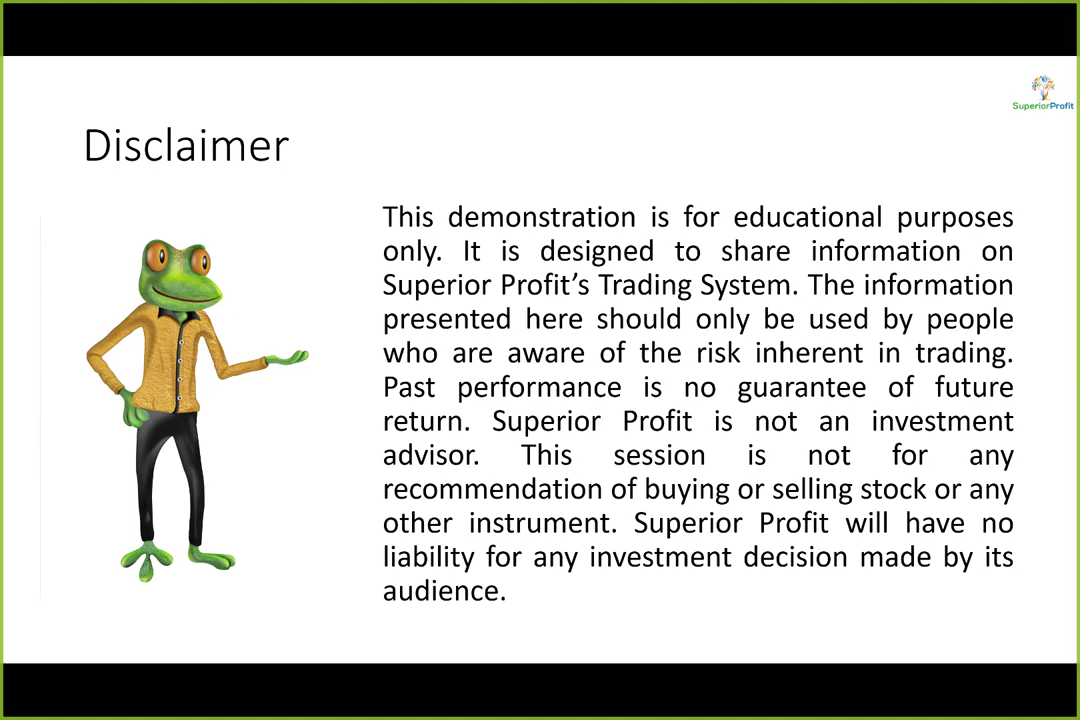 SuperiorProfit
Disclaimer
This demonstration is for educational purposes
only. It is designed to share information on
Superior Profit’s Trading System. The information
presented here should only be used by people
who are aware of the risk inherent in trading.
Past performance is no guarantee of future
return. Superior Profit is not an investment
advisor. This session is not for any
recommendation of buying or selling stock or any
other instrument. Superior Profit will have no
liability for any investment decision made by its
audience.